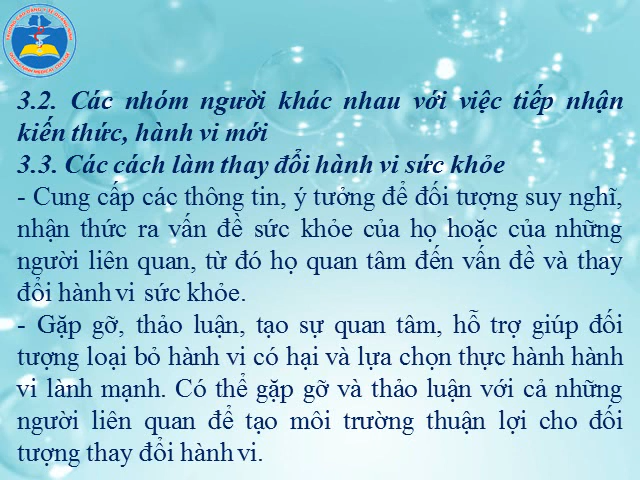 3.2. Các nhóm người khác nhau với việc tiếp nhận
kiến thức, hành vi mới
3.3. Các cách làm thay đổi hành vi sức khỏe
- Cung cấp các thông tin, ý tưởng để đối tượng suy nghĩ,
nhận thức ra vấn đề sức khỏe của họ hoặc của những
người liên quan, từ đó họ quan tâm đến vấn đề và thay
đổi hành vi sức khỏe.
- Gặp gỡ, thảo luận, tạo sự quan tâm, hỗ trợ giúp đối
tượng loại bỏ hành vi có hại và lựa chọn thực hành hành
vi lành mạnh. Có thể gặp gỡ và thảo luận với cả những
người liên quan để tạo môi trường thuận lợi cho đối
tượng thay đổi hành vi.